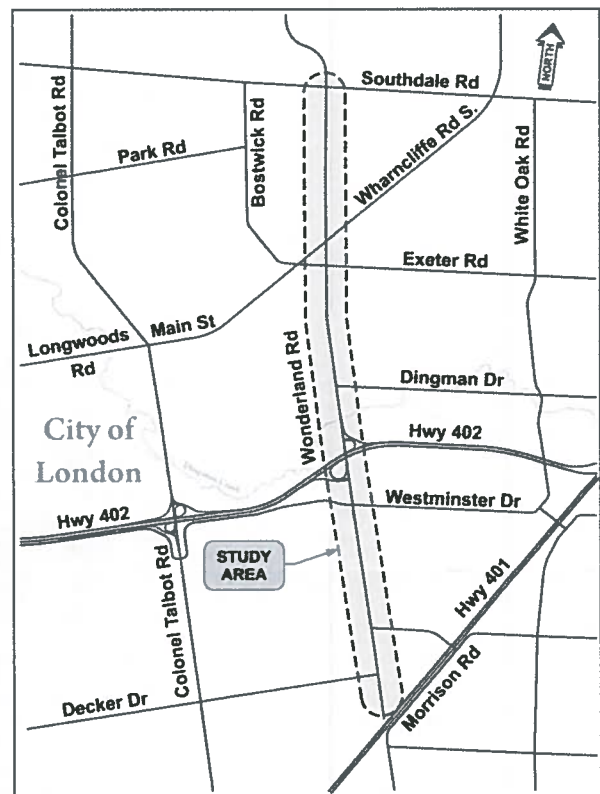 NORTH
Southdale Rd
Colonel Talbot Rd
Bostwick Rd
Wharncliffe Rd S.
White Oak Rd
Park Rd
Exeter Rd
Main St
Longwoods
Rd
Wonderland Rd
Dingman Dr
City of
London
Hwy 402
Hwy 402
Westminster Dr
STUDY
AREA
Hwy 401
Colonel Talbot Rd
Morrison Rd
Decker Dr